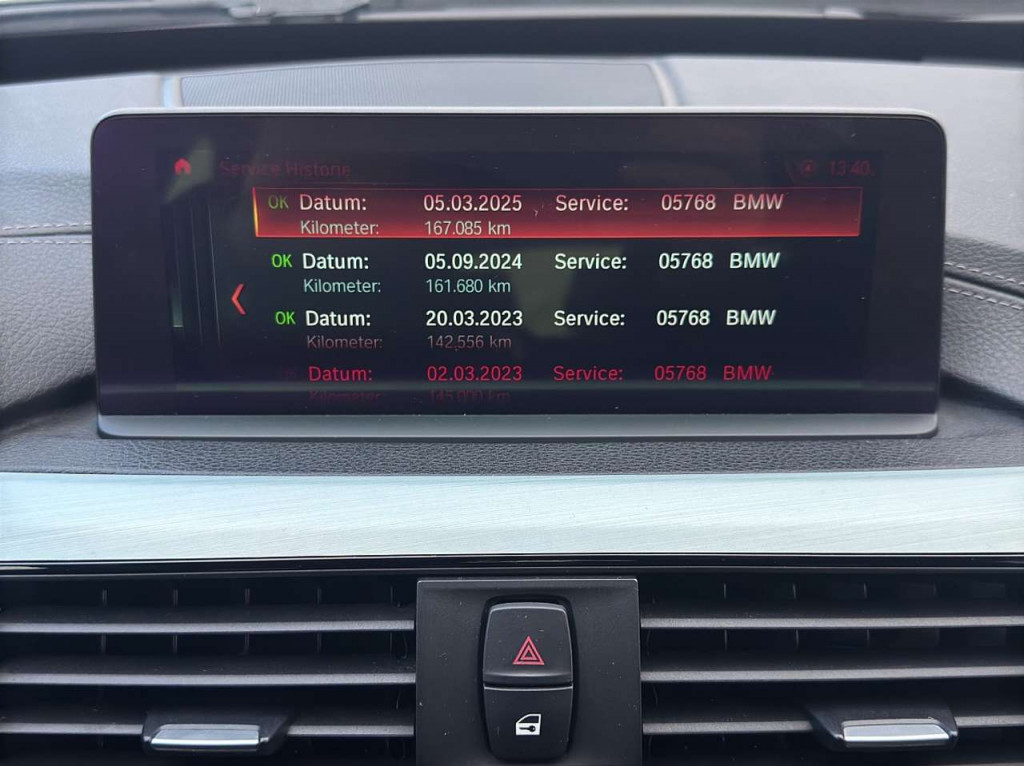 Service Historie 13:40
OK Datum: 05.03.2025 Service: 05768 BMW
Kilometer: 167.085 km
OK Datum: 05.09.2024 Service: 05768 BMW
Kilometer: 161.680 km
OK Datum: 20.03.2023 Service: 05768 BMW
Kilometer: 142.556 km
Datum: 02.03.2023 Service: 05768 BMW
Kilometer: km